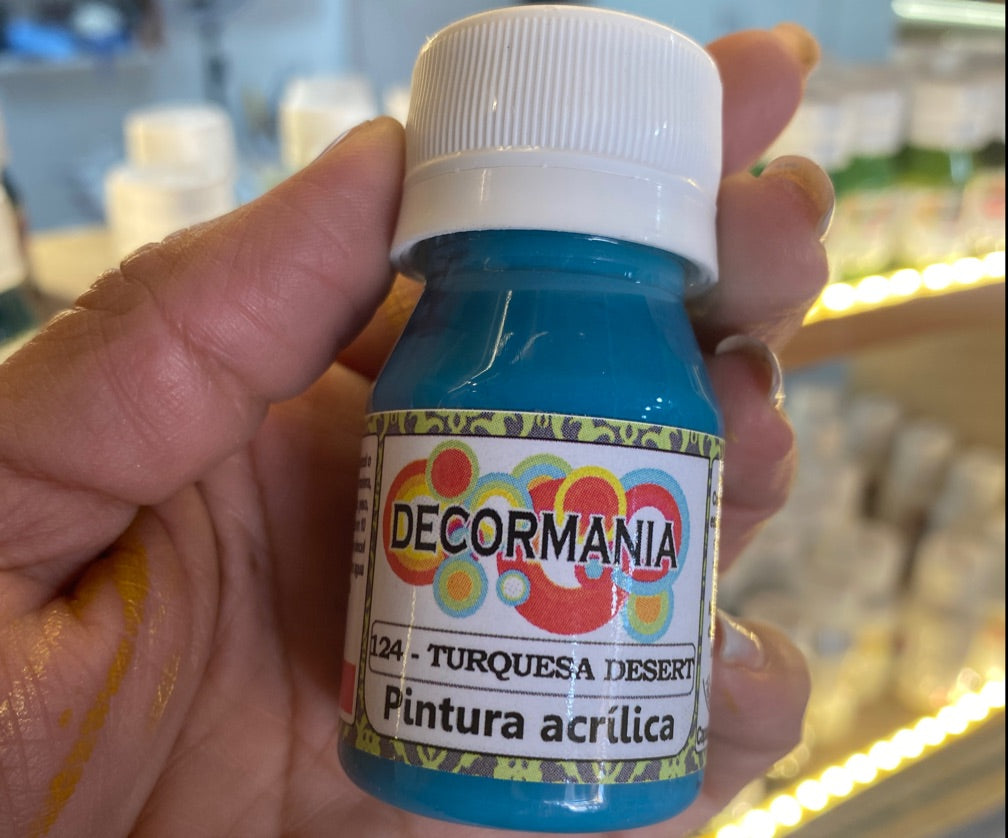 DECORMANIA
124 - TURQUESA DESERT
Pintura acrílica